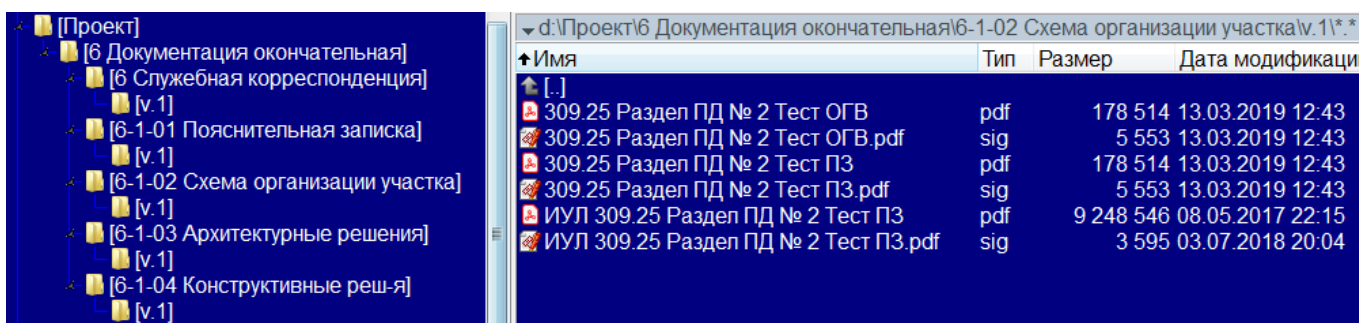 [Проект]
[6 Документация окончательная]
[6 Служебная корреспонденция]
[v.1]
[6-1-01 Пояснительная записка]
[v.1]
[6-1-02 Схема организации участка]
[v.1]
[6-1-03 Архитектурные решения]
[v.1]
[6-1-04 Конструктивные реш-я]
[v.1]
d:\Проект\6 Документация окончательная\6-1-02 Схема организации участка\v.1\*.*
Имя Тип Размер Дата модификаци
[..]
309.25 Раздел ПД № 2 Тест ОГВ pdf 178 514 13.03.2019 12:43
309.25 Раздел ПД № 2 Тест ОГВ.pdf sig 5 553 13.03.2019 12:43
309.25 Раздел ПД № 2 Тест ПЗ pdf 178 514 13.03.2019 12:43
309.25 Раздел ПД № 2 Тест ПЗ.pdf sig 5 553 13.03.2019 12:43
ИУЛ 309.25 Раздел ПД № 2 Тест ПЗ pdf 9 248 546 08.05.2017 22:15
ИУЛ 309.25 Раздел ПД № 2 Тест ПЗ.pdf sig 3 595 03.07.2018 20:04